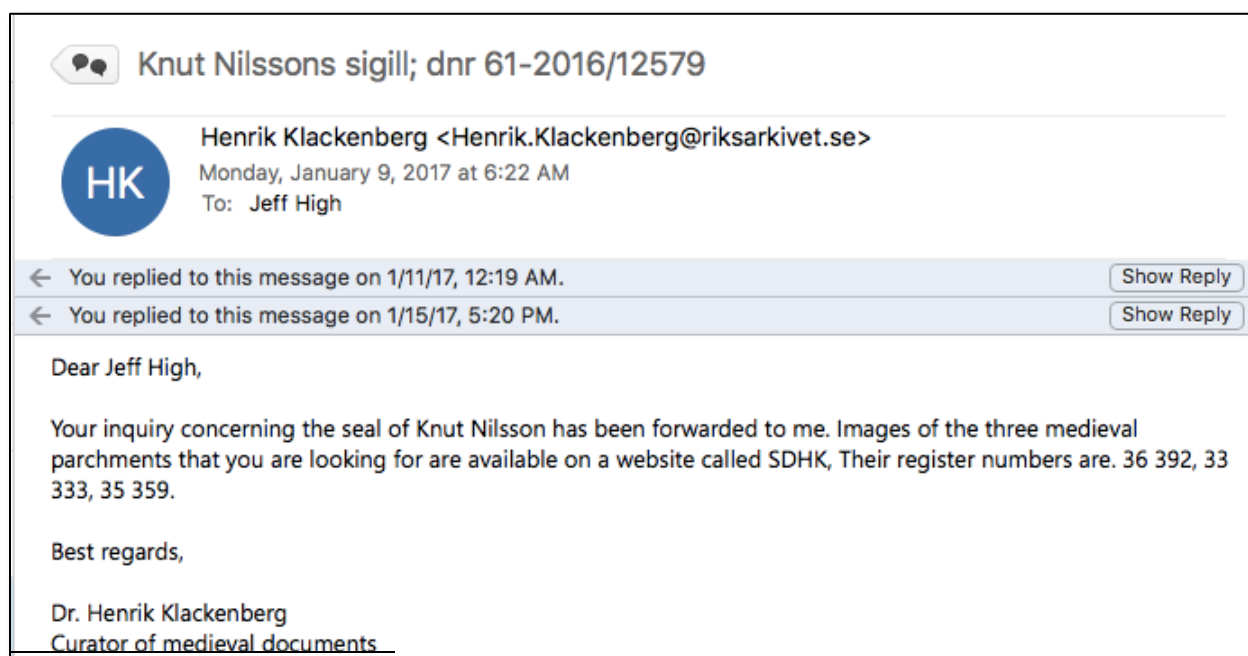 Knut Nilssons sigill; dnr 61-2016/12579
Henrik Klackenberg <Henrik.Klackenberg@riksarkivet.se>
HK
Monday, January 9, 2017 at 6:22 AM
To: Jeff High
You replied to this message on 1/11/17, 12:19 AM. Show Reply
You replied to this message on 1/15/17, 5:20 PM. Show Reply
Dear Jeff High,
Your inquiry concerning the seal of Knut Nilsson has been forwarded to me. Images of the three medieval
parchments that you are looking for are available on a website called SDHK, Their register numbers are. 36 392, 33
333, 35 359.
Best regards,
Dr. Henrik Klackenberg
Curator of medieval documents